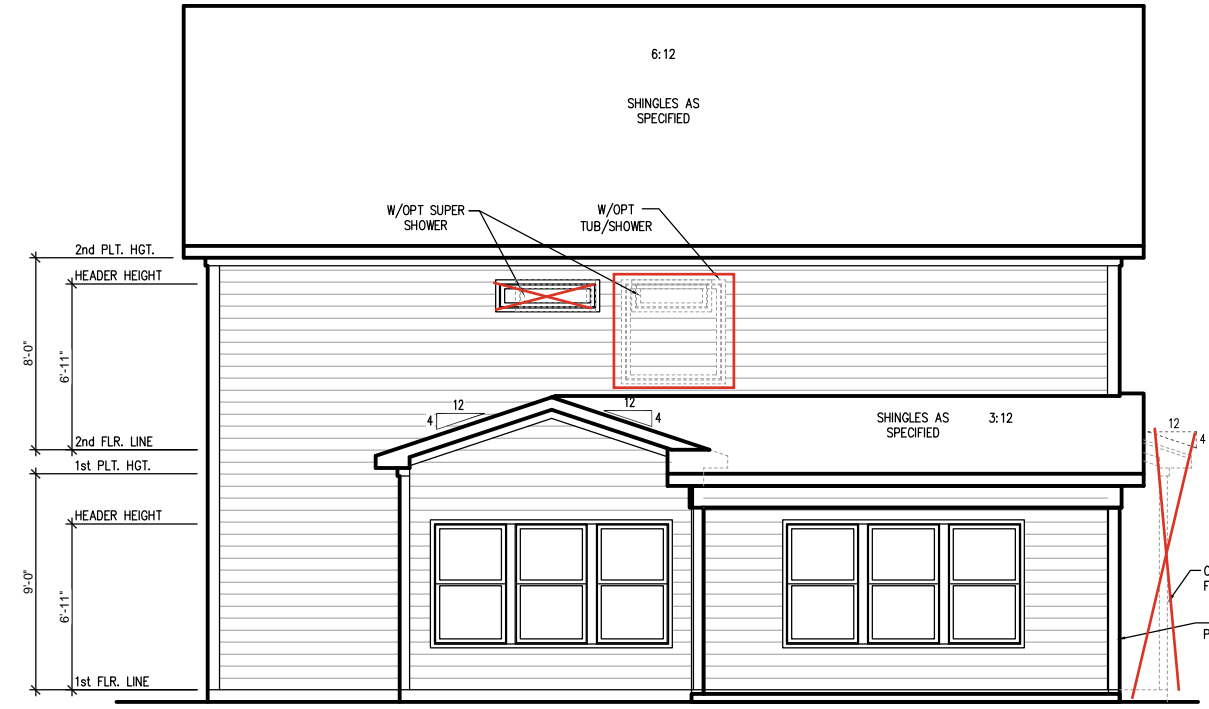 6:12
SHINGLES AS
SPECIFIED
W/OPT SUPER
SHOWER
W/OPT
TUB/SHOWER
2nd PLT. HGT.
HEADER HEIGHT
8'-0"
6'-11"
12
4
12
4
SHINGLES AS
SPECIFIED
3:12
12
4
2nd FLR. LINE
1st PLT. HGT.
HEADER HEIGHT
9'-0"
6'-11"
P
1st FLR. LINE